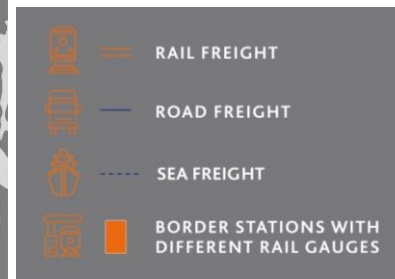 RAIL FREIGHT
ROAD FREIGHT
SEA FREIGHT
BORDER STATIONS WITH
DIFFERENT RAIL GAUGES